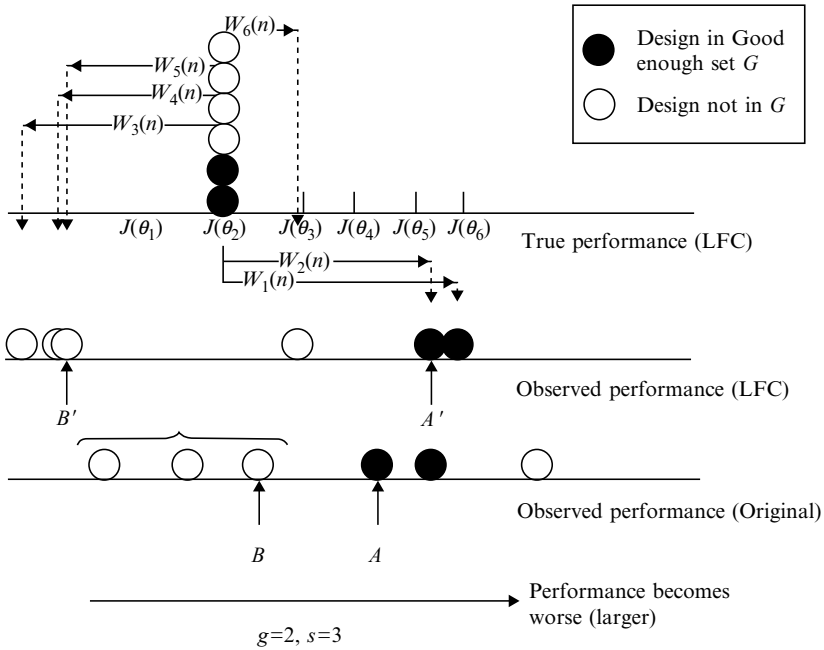 W₆(n)
W₅(n)
W₄(n)
W₃(n)
Design in Good
enough set G
Design not in G
J(θ₁) J(θ₂) J(θ₃) J(θ₄) J(θ₅) J(θ₆)
True performance (LFC)
W₂(n)
W₁(n)
Observed performance (LFC)
B′ A′
Observed performance (Original)
B A
Performance becomes
worse (larger)
g=2, s=3